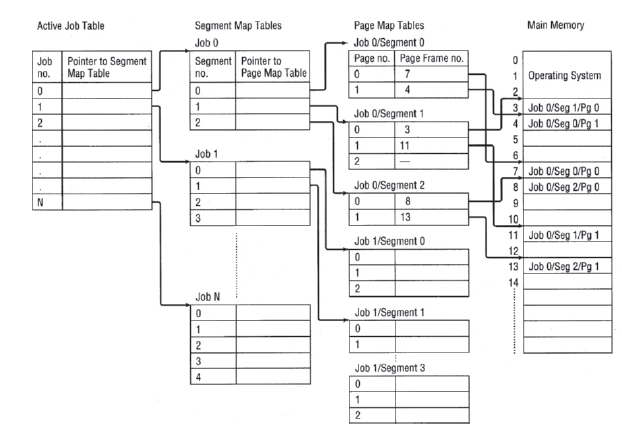 Active Job Table
Job no.
Pointer to Segment Map Table
0
1
2
.
.
.
.
N
Segment Map Tables
Job 0
Segment no.
Pointer to Page Map Table
0
1
2
Job 1
0
1
2
3
Job N
0
1
2
3
4
Page Map Tables
Job 0/Segment 0
Page no. Page Frame no.
0 7
1 4
Job 0/Segment 1
0 3
1 11
2 —
Job 0/Segment 2
0 8
1 13
Job 1/Segment 0
0
1
2
Job 1/Segment 1
0
1
Job 1/Segment 3
0
1
2
Main Memory
0
1 Operating System
2
3 Job 0/Seg 1/Pg 0
4 Job 0/Seg 0/Pg 1
5
6
7 Job 0/Seg 0/Pg 0
8 Job 0/Seg 2/Pg 0
9
10
11 Job 0/Seg 1/Pg 1
12
13 Job 0/Seg 2/Pg 1
14